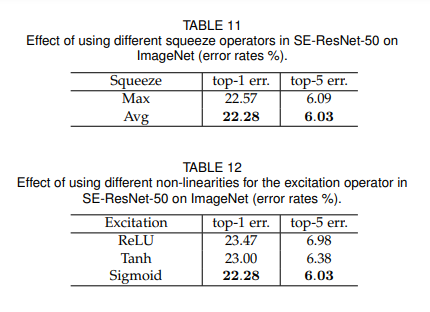 TABLE 11
Effect of using different squeeze operators in SE-ResNet-50 on
ImageNet (error rates %).
Squeeze top-1 err. top-5 err.
Max 22.57 6.09
Avg 22.28 6.03
TABLE 12
Effect of using different non-linearities for the excitation operator in
SE-ResNet-50 on ImageNet (error rates %).
Excitation top-1 err. top-5 err.
ReLU 23.47 6.98
Tanh 23.00 6.38
Sigmoid 22.28 6.03